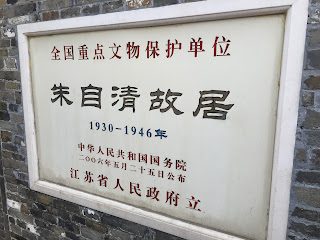 全国重点文物保护单位
朱自清故居
1930-1946年
中华人民共和国国务院
二〇〇六年五月二十五日公布
江苏省人民政府立